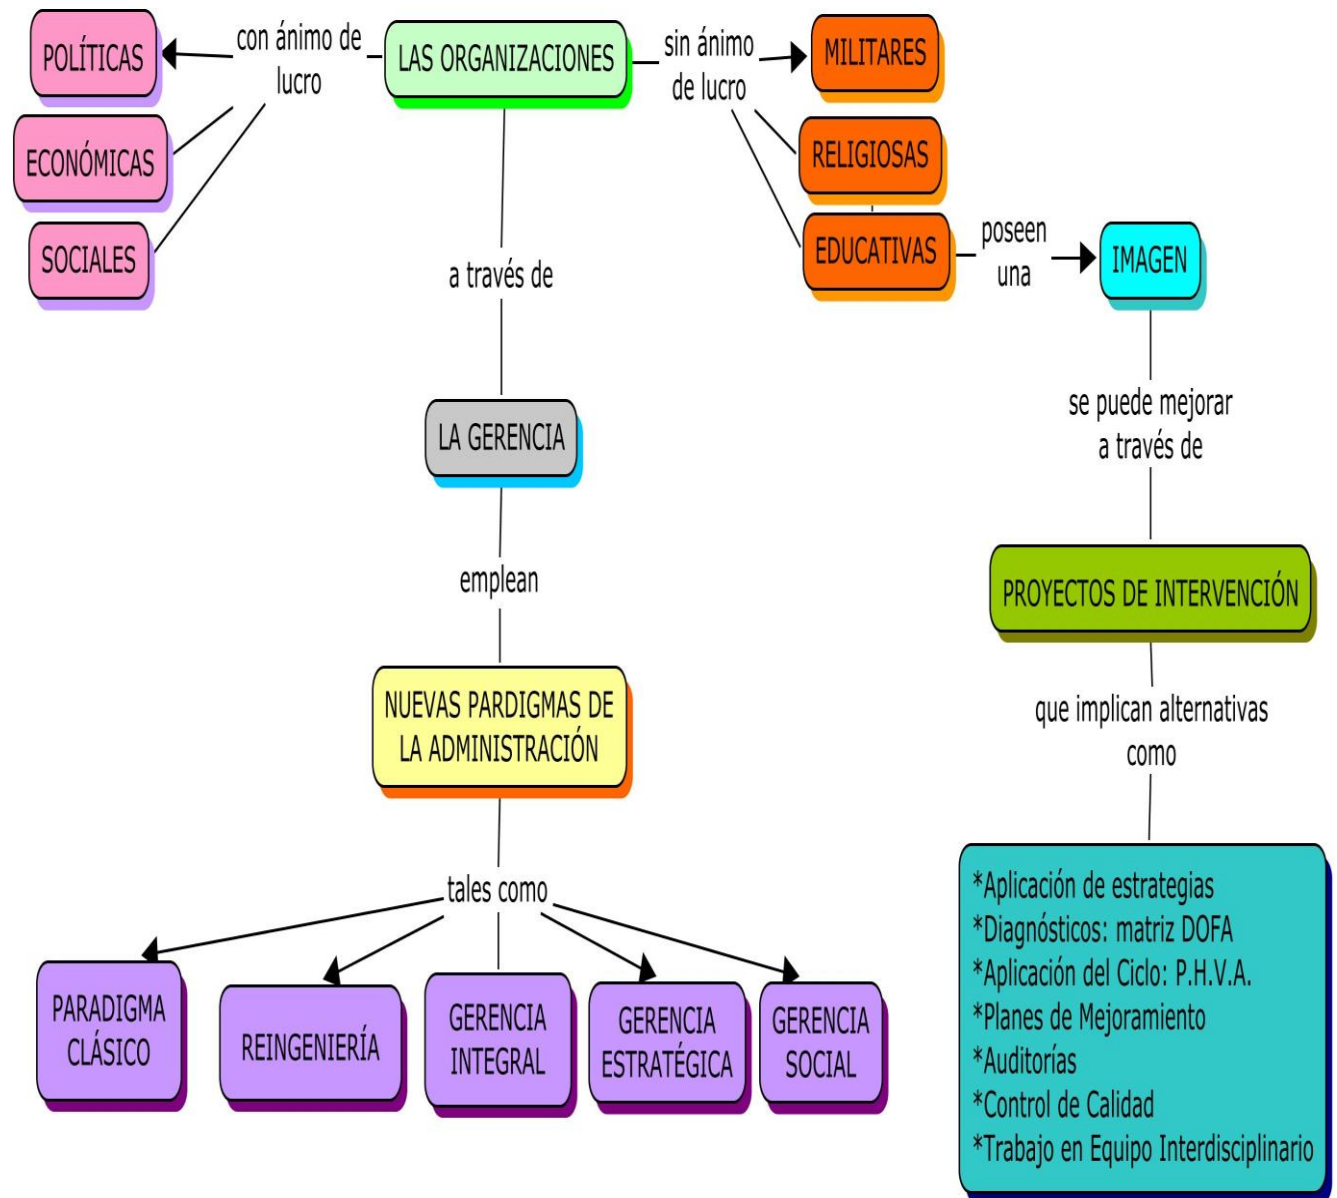 LAS ORGANIZACIONES
con ánimo de
lucro
POLÍTICAS
ECONÓMICAS
SOCIALES
sin ánimo
de lucro
MILITARES
RELIGIOSAS
EDUCATIVAS
poseen
una
IMAGEN
se puede mejorar
a través de
PROYECTOS DE INTERVENCIÓN
que implican alternativas
como
*Aplicación de estrategias
*Diagnósticos: matriz DOFA
*Aplicación del Ciclo: P.H.V.A.
*Planes de Mejoramiento
*Auditorías
*Control de Calidad
*Trabajo en Equipo Interdisciplinario
a través de
LA GERENCIA
emplean
NUEVAS PARDIGMAS DE
LA ADMINISTRACIÓN
tales como
PARADIGMA
CLÁSICO
REINGENIERÍA
GERENCIA
INTEGRAL
GERENCIA
ESTRATÉGICA
GERENCIA
SOCIAL